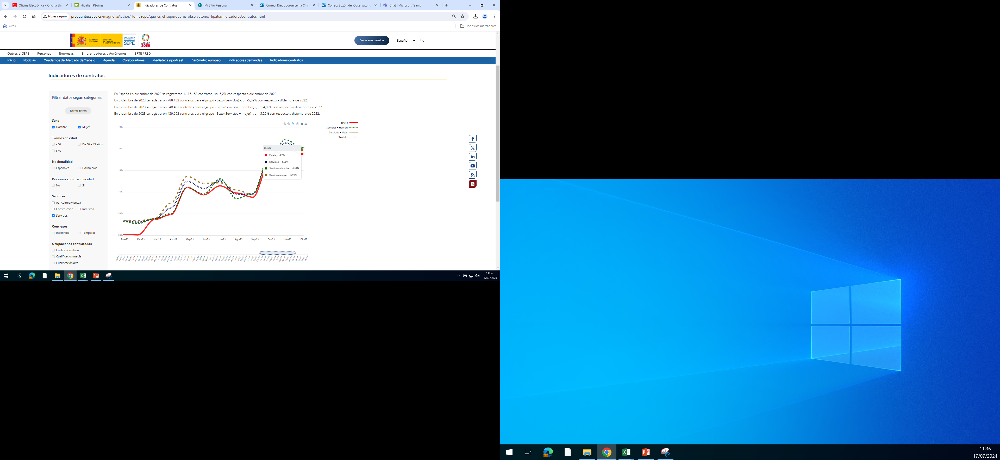 Oficina Electrónica - Oficina Ele
Hipatia | Páginas
Indicadores de Contratos
Mi Sitio Personal
Correo: Diego Jorge Lema Chis
Correo: Buzón del Observatorio
Chat | Microsoft Teams
No es seguro
proautinter.sepe.es/magnoliaAuthor/HomeSepe/que-es-el-sepe/que-es-observatorio/Hipatia/IndicadoresContratos.html
Citrix
Todos los marcadores
GOBIERNO DE ESPAÑA
MINISTERIO DE TRABAJO Y ECONOMÍA SOCIAL
SERVICIO PÚBLICO DE EMPLEO ESTATAL
SEPE
AGENDA
2030
Sede electrónica
Español
Qué es el SEPE
Personas
Empresas
Emprendedores y Autónomos
ERTE / RED
Inicio
Noticias
Cuadernos del Mercado de Trabajo
Agenda
Colaboradores
Mediateca y podcast
Barómetro europeo
Indicadores demandas
Indicadores contratos
Indicadores de contratos
Filtrar datos según categorías:
Borrar filtros
Sexo
Hombre
Mujer
Tramos de edad
<30
De 30 a 45 años
>45
Nacionalidad
Españoles
Extranjeros
Personas con discapacidad
No
Si
Sectores
Agricultura y pesca
Construcción
Industria
Servicios
Contratos
Indefinido
Temporal
Ocupaciones contratadas
Cualificación baja
Cualificación media
Cualificación alta
En España en diciembre de 2023 se registraron 1.116.153 contratos, un -6,2% con respecto a diciembre de 2022.
En diciembre de 2023 se registraron 788.183 contratos para el grupo - Sexo (Servicios) -, un -5,09% con respecto a diciembre de 2022.
En diciembre de 2023 se registraron 348.491 contratos para el grupo - Sexo (Servicios + hombre) -, un -4,89% con respecto a diciembre de 2022.
En diciembre de 2023 se registraron 439.692 contratos para el grupo - Sexo (Servicios + mujer) -, un -5,25% con respecto a diciembre de 2022.
Estatal
Servicios + Hombre
Servicios + Mujer
Servicios
0%
-5%
-10%
-15%
-20%
-25%
Dic-23
Estatal: -6,2%
Servicios: -5,09%
Servicios + hombre: -4,89%
Servicios + mujer: -5,25%
Ene-23
Feb-23
Mar-23
Abr-23
May-23
Jun-23
Jul-23
Ago-23
Sep-23
Oct-23
Nov-23
Dic-23
11:36
17/07/2024
11:36
17/07/2024